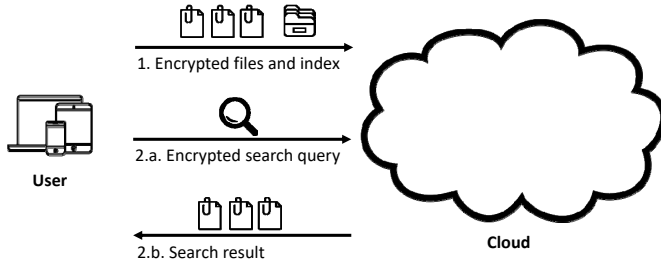 1. Encrypted files and index
2.a. Encrypted search query
User
2.b. Search result
Cloud